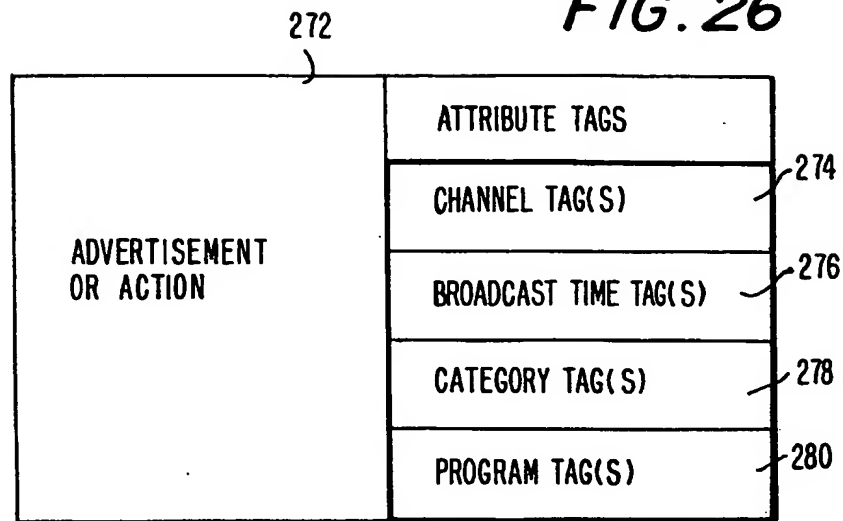 FIG. 26
272
ATTRIBUTE TAGS
274
CHANNEL TAG(S)
276
ADVERTISEMENT
OR ACTION
BROADCAST TIME TAG(S)
278
CATEGORY TAG(S)
280
PROGRAM TAG(S)